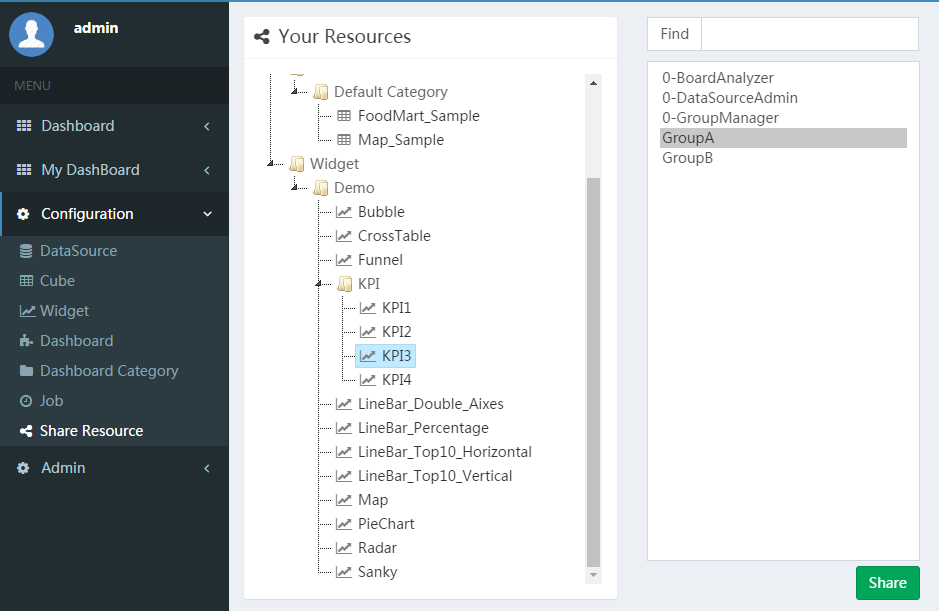 admin
MENU
Dashboard
My DashBoard
Configuration
DataSource
Cube
Widget
Dashboard
Dashboard Category
Job
Share Resource
Admin
Your Resources
Default Category
FoodMart_Sample
Map_Sample
Widget
Demo
Bubble
CrossTable
Funnel
KPI
KPI1
KPI2
KPI3
KPI4
LineBar_Double_Aixes
LineBar_Percentage
LineBar_Top10_Horizontal
LineBar_Top10_Vertical
Map
PieChart
Radar
Sanky
Find
0-BoardAnalyzer
0-DataSourceAdmin
0-GroupManager
GroupA
GroupB
Share